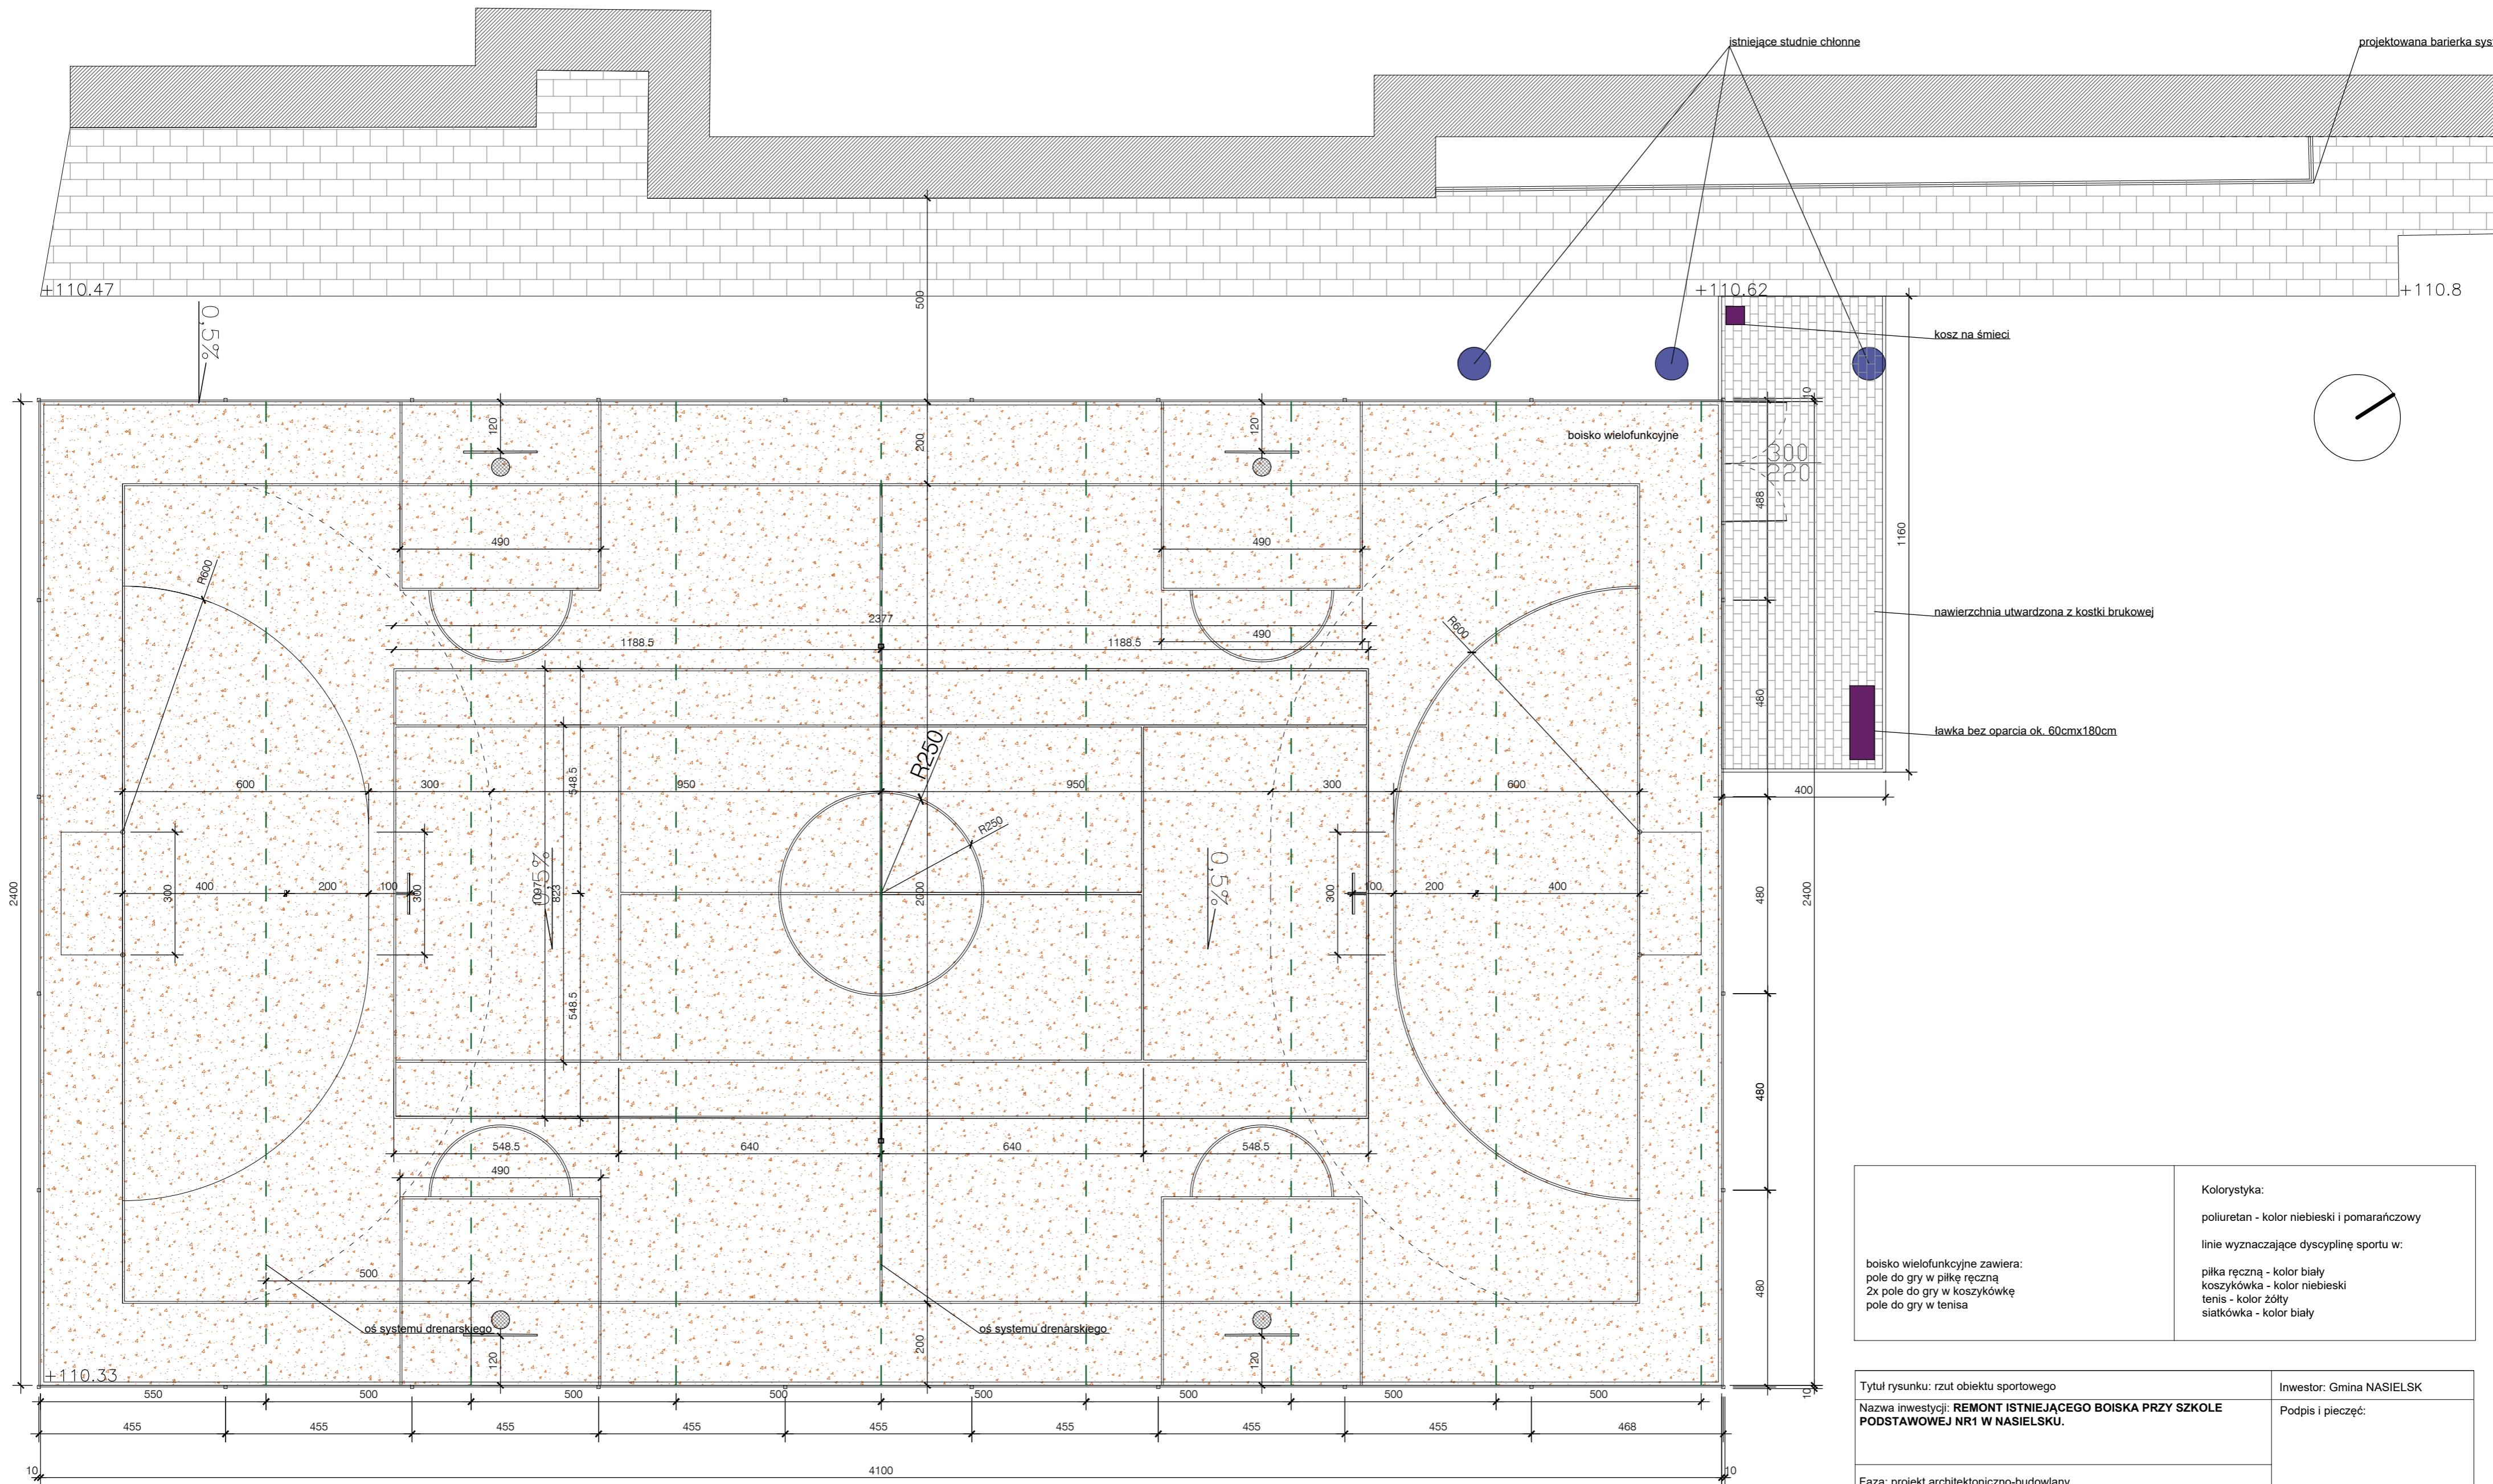 istniejące studnie chłonne
projektowana barierka sys
+110.47
+110.62
+110.8
0,5%
500
kosz na śmieci
10
120
200
120
boisko wielofunkcyjne
300
220
488
1160
490
490
R600
nawierzchnia utwardzona z kostki brukowej
2377
490
1188.5
1188.5
R600
480
ławka bez oparcia ok. 60cmx180cm
R250
548.5
600
300
950
950
300
600
400
R250
2400
300
400
200
100
300
1097
823
2000
0,5%
0,5%
300
100
200
400
480
2400
548.5
480
548.5
640
640
548.5
490
500
480
oś systemu drenarskiego
oś systemu drenarskiego
120
200
120
+110.33
10
550
500
500
500
500
500
500
500
455
455
455
455
455
455
455
455
468
10
4100
10
boisko wielofunkcyjne zawiera:
pole do gry w piłkę ręczną
2x pole do gry w koszykówkę
pole do gry w tenisa
Kolorystyka:
poliuretan - kolor niebieski i pomarańczowy
linie wyznaczające dyscyplinę sportu w:
piłka ręczną - kolor biały
koszykówka - kolor niebieski
tenis - kolor żółty
siatkówka - kolor biały
Tytuł rysunku: rzut obiektu sportowego
Inwestor: Gmina NASIELSK
Nazwa inwestycji: REMONT ISTNIEJĄCEGO BOISKA PRZY SZKOLE
PODSTAWOWEJ NR1 W NASIELSKU.
Podpis i pieczęć:
Faza: projekt architektoniczno-budowlany